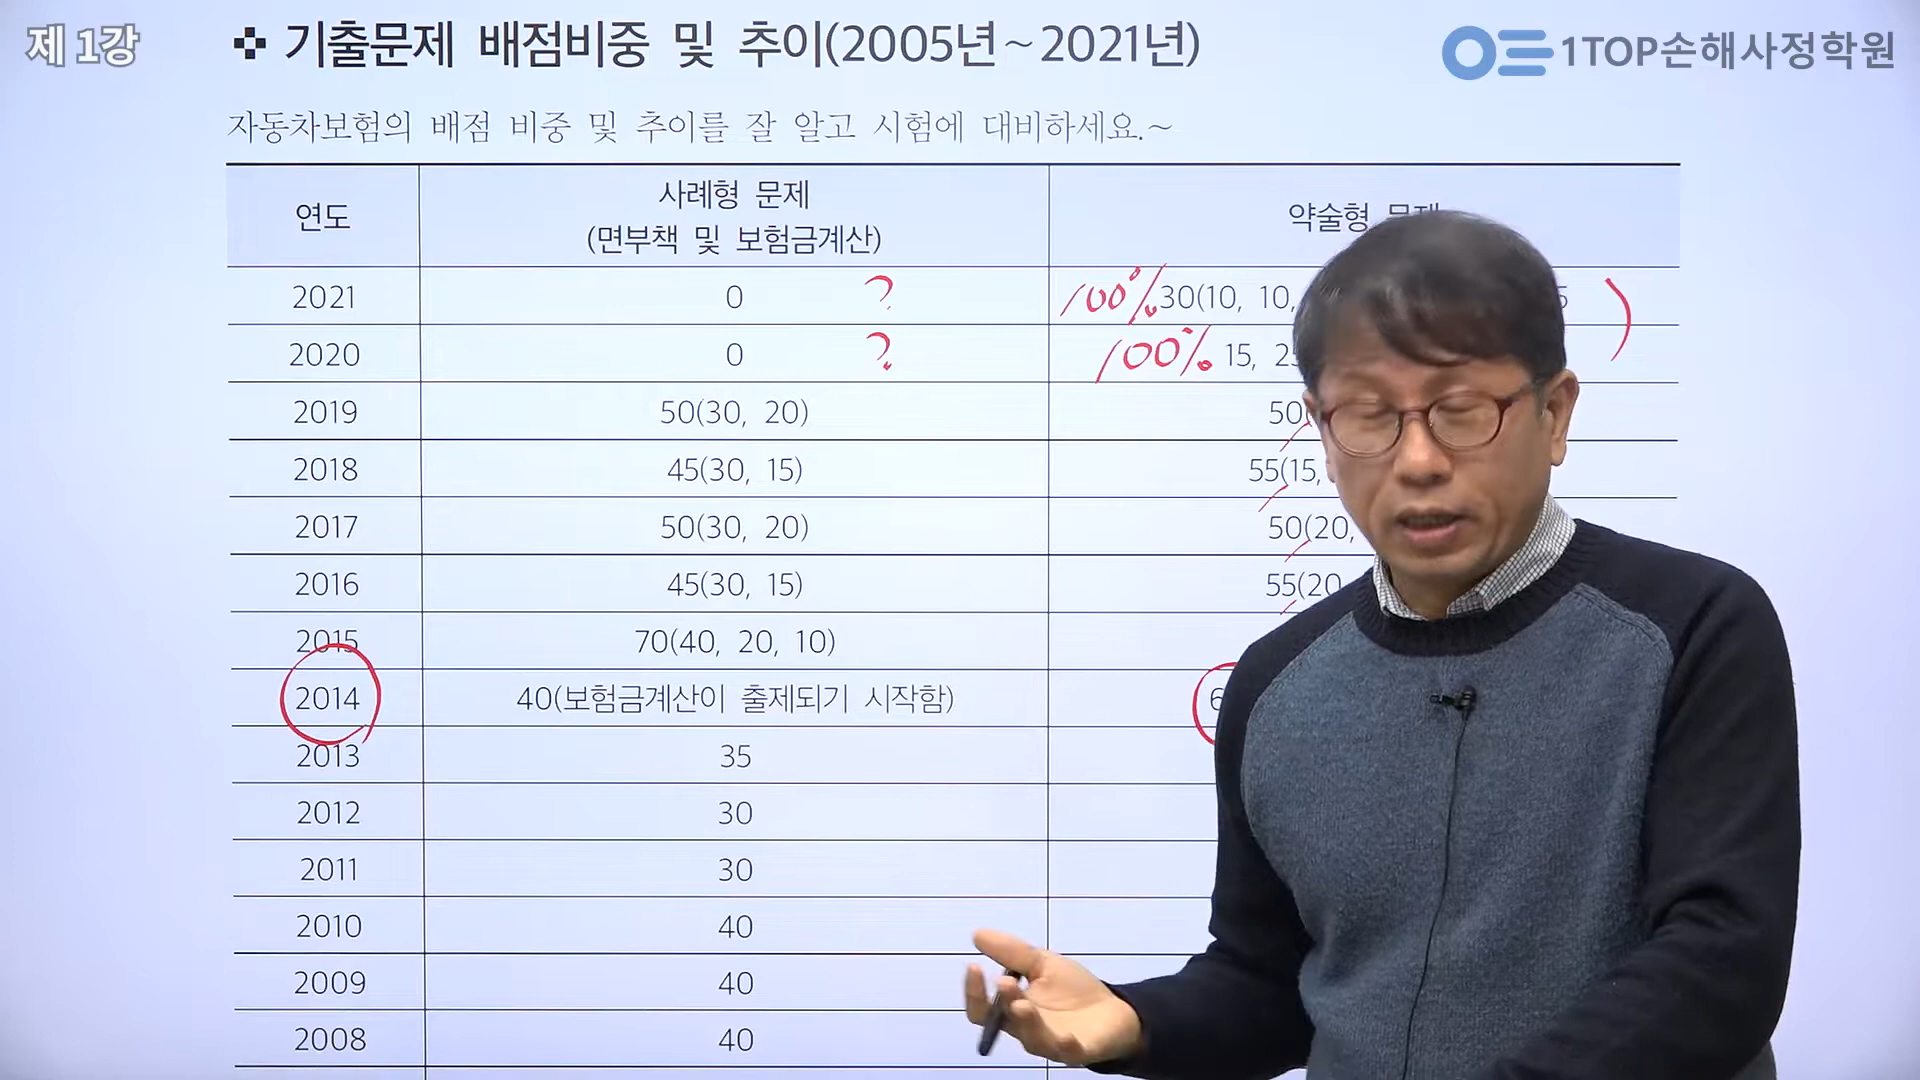 제 1강
❖ 기출문제 배점비중 및 추이(2005년~2021년)
1TOP손해사정학원
자동차보험의 배점 비중 및 추이를 잘 알고 시험에 대비하세요.~
연도 사례형 문제 약술형
(면부책 및 보험금계산)
2021 0 ? 100% 30(10, 10,
2020 0 ? 100% 15,
2019 50(30, 20) 50(
2018 45(30, 15) 55(15,
2017 50(30, 20) 50(20,
2016 45(30, 15) 55(20
2015 70(40, 20, 10)
2014 40(보험금계산이 출제되기 시작함)
2013 35
2012 30
2011 30
2010 40
2009 40
2008 40